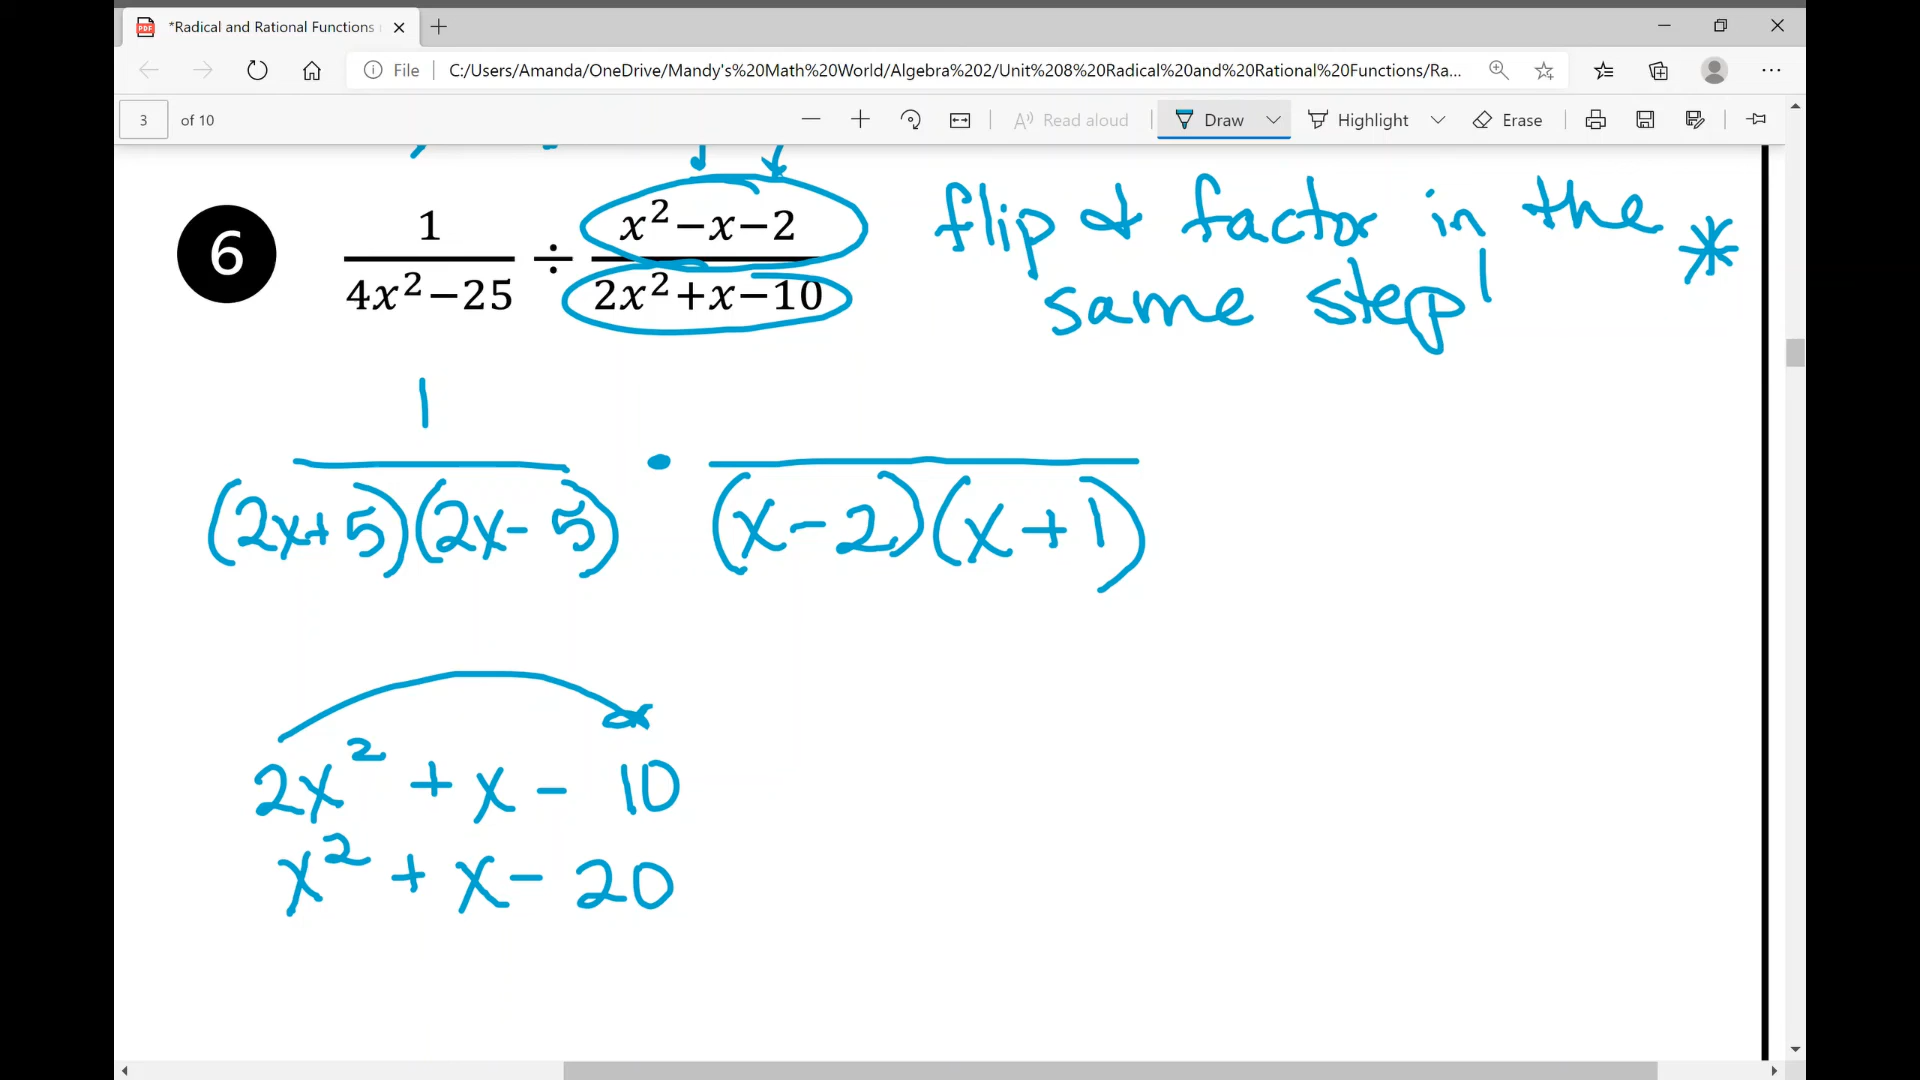 *Radical and Rational Functions
File C:/Users/Amanda/OneDrive/Mandy's%20Math%20World/Algebra%202/Unit%208%20Radical%20and%20Rational%20Functions/Ra...
3 of 10 Read aloud Draw Highlight Erase
6 1/(4x²−25) ÷ (x²−x−2)/(2x²+x−10)
flip & factor in the *
same step!
1
(2x+5)(2x-5) • (x-2)(x+1)
2x² + x - 10
x² + x - 20